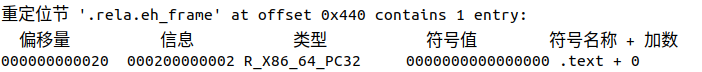 重定位节 '.rela.eh_frame' at offset 0x440 contains 1 entry:
偏移量 信息 类型 符号值 符号名称 + 加数
000000000020 000200000002 R_X86_64_PC32 0000000000000000 .text + 0